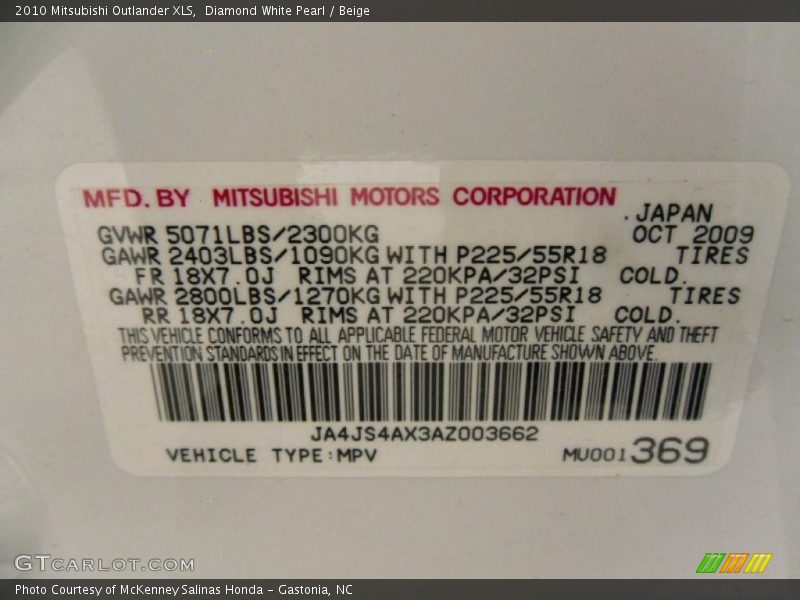 2010 Mitsubishi Outlander XLS,  Diamond White Pearl / Beige
MFD. BY  MITSUBISHI MOTORS CORPORATION
.JAPAN
GVWR 5071LBS/2300KG  OCT 2009
GAWR 2403LBS/1090KG WITH P225/55R18  TIRES
FR 18X7.0J  RIMS AT 220KPA/32PSI  COLD.
GAWR 2800LBS/1270KG WITH P225/55R18  TIRES
RR 18X7.0J  RIMS AT 220KPA/32PSI  COLD.
THIS VEHICLE CONFORMS TO ALL APPLICABLE FEDERAL MOTOR VEHICLE SAFETY AND THEFT
PREVENTION STANDARDS IN EFFECT ON THE DATE OF MANUFACTURE SHOWN ABOVE.
JA4JS4AX3AZ003662
VEHICLE TYPE:MPV  MU001369
GTCARLOT.COM
Photo Courtesy of McKenney Salinas Honda - Gastonia, NC